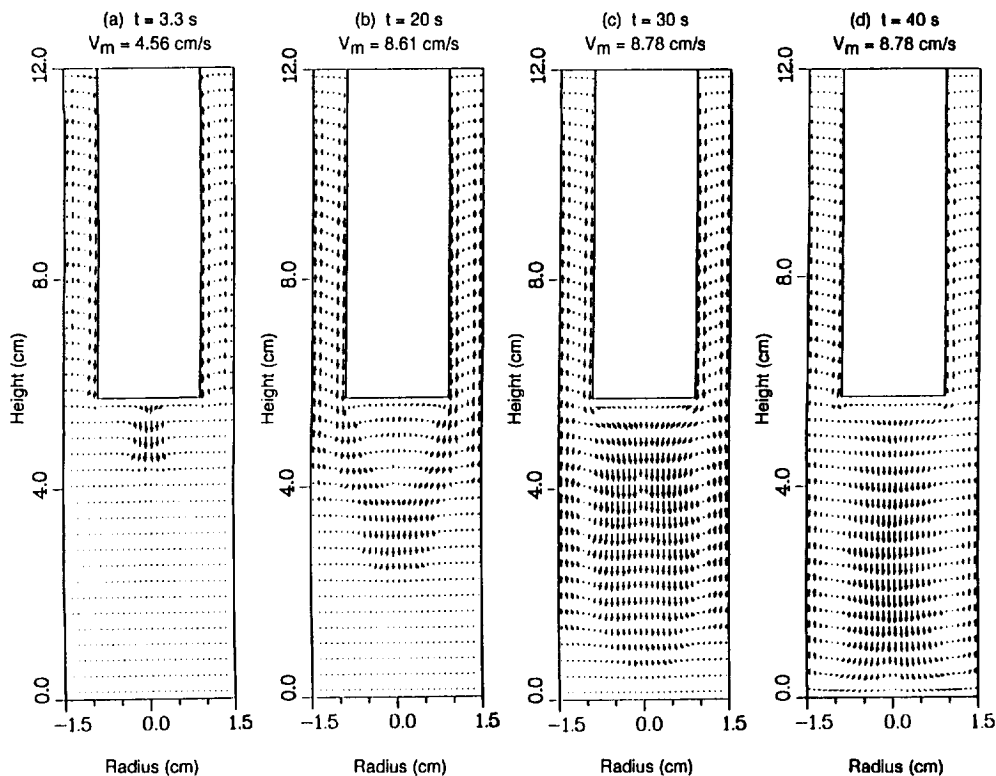 (a) t = 3.3 s
V_m = 4.56 cm/s
12.0
8.0
4.0
0.0
Height (cm)
−1.5 0.0 1.5
Radius (cm)
(b) t = 20 s
V_m = 8.61 cm/s
12.0
8.0
4.0
0.0
Height (cm)
−1.5 0.0 1.5
Radius (cm)
(c) t = 30 s
V_m = 8.78 cm/s
12.0
8.0
4.0
0.0
Height (cm)
−1.5 0.0 1.5
Radius (cm)
(d) t = 40 s
V_m = 8.78 cm/s
12.0
8.0
4.0
0.0
Height (cm)
−1.5 0.0 1.5
Radius (cm)